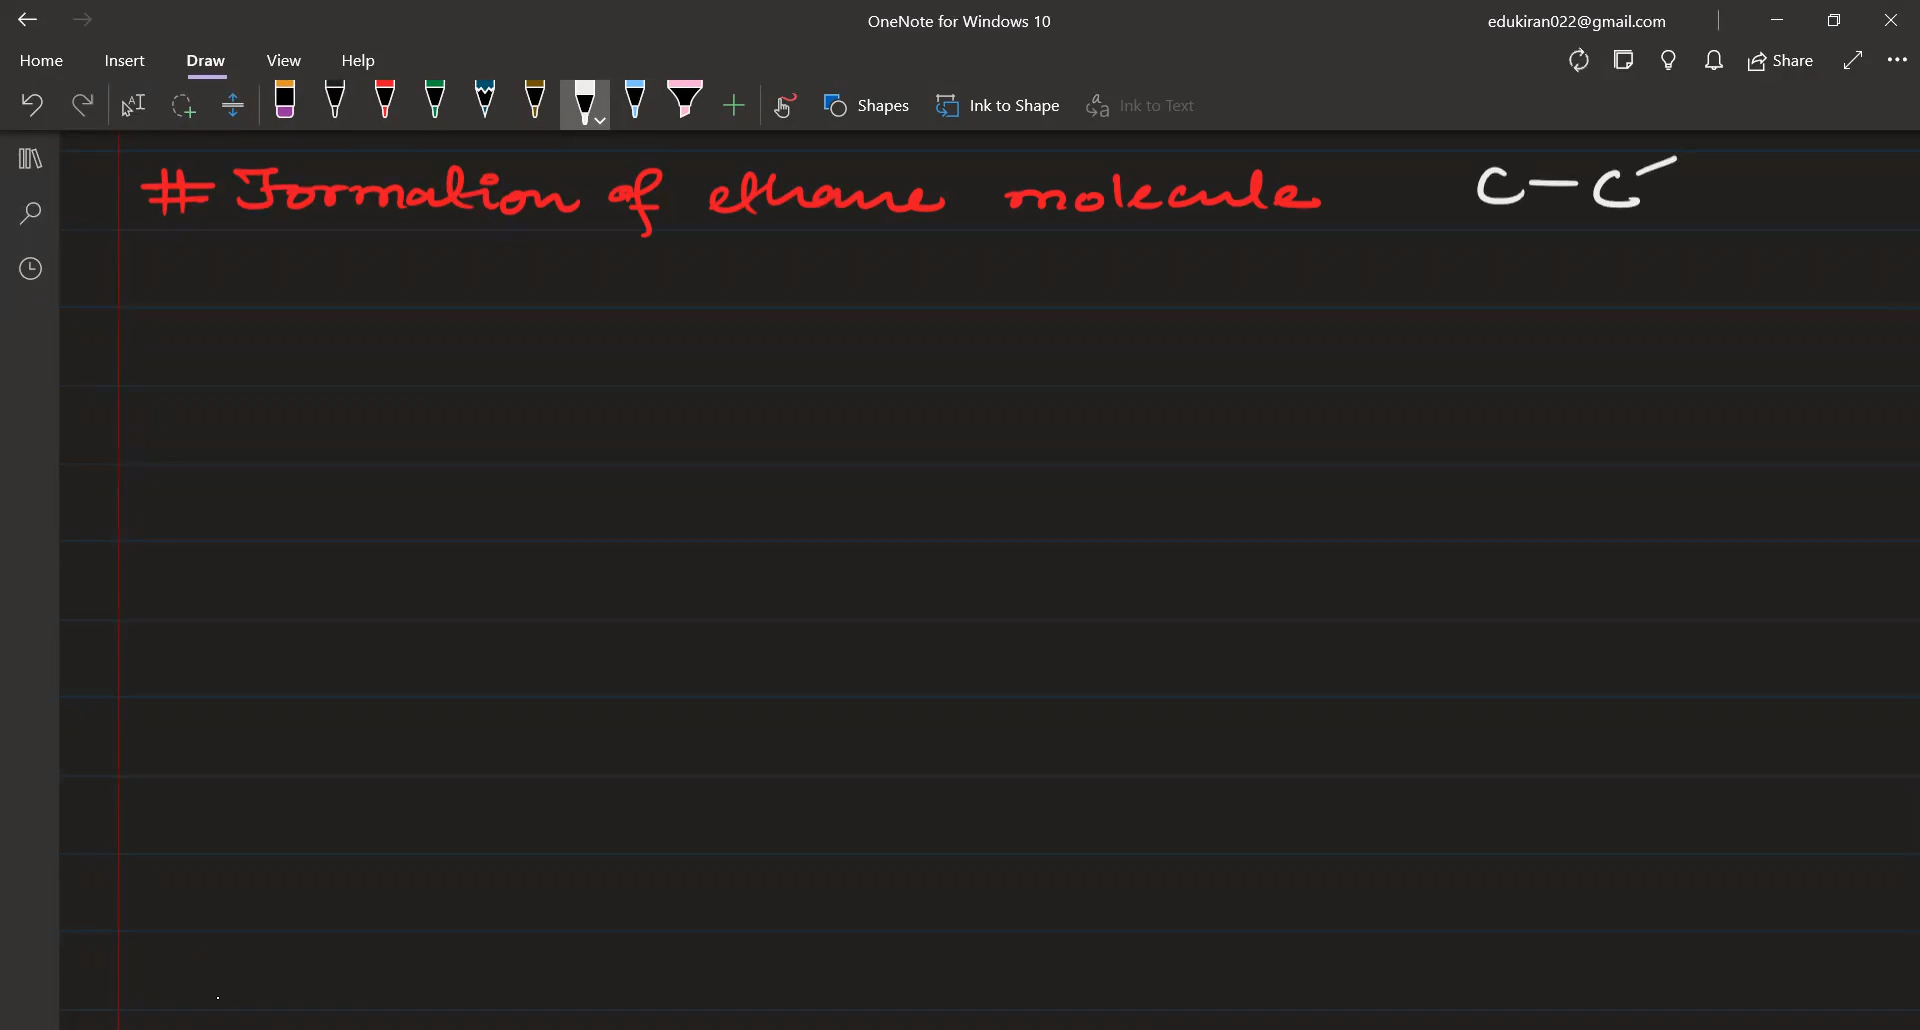 OneNote for Windows 10
edukiran022@gmail.com
Home Insert Draw View Help
Share
Shapes Ink to Shape Ink to Text
# Formation of ethane molecule C-C